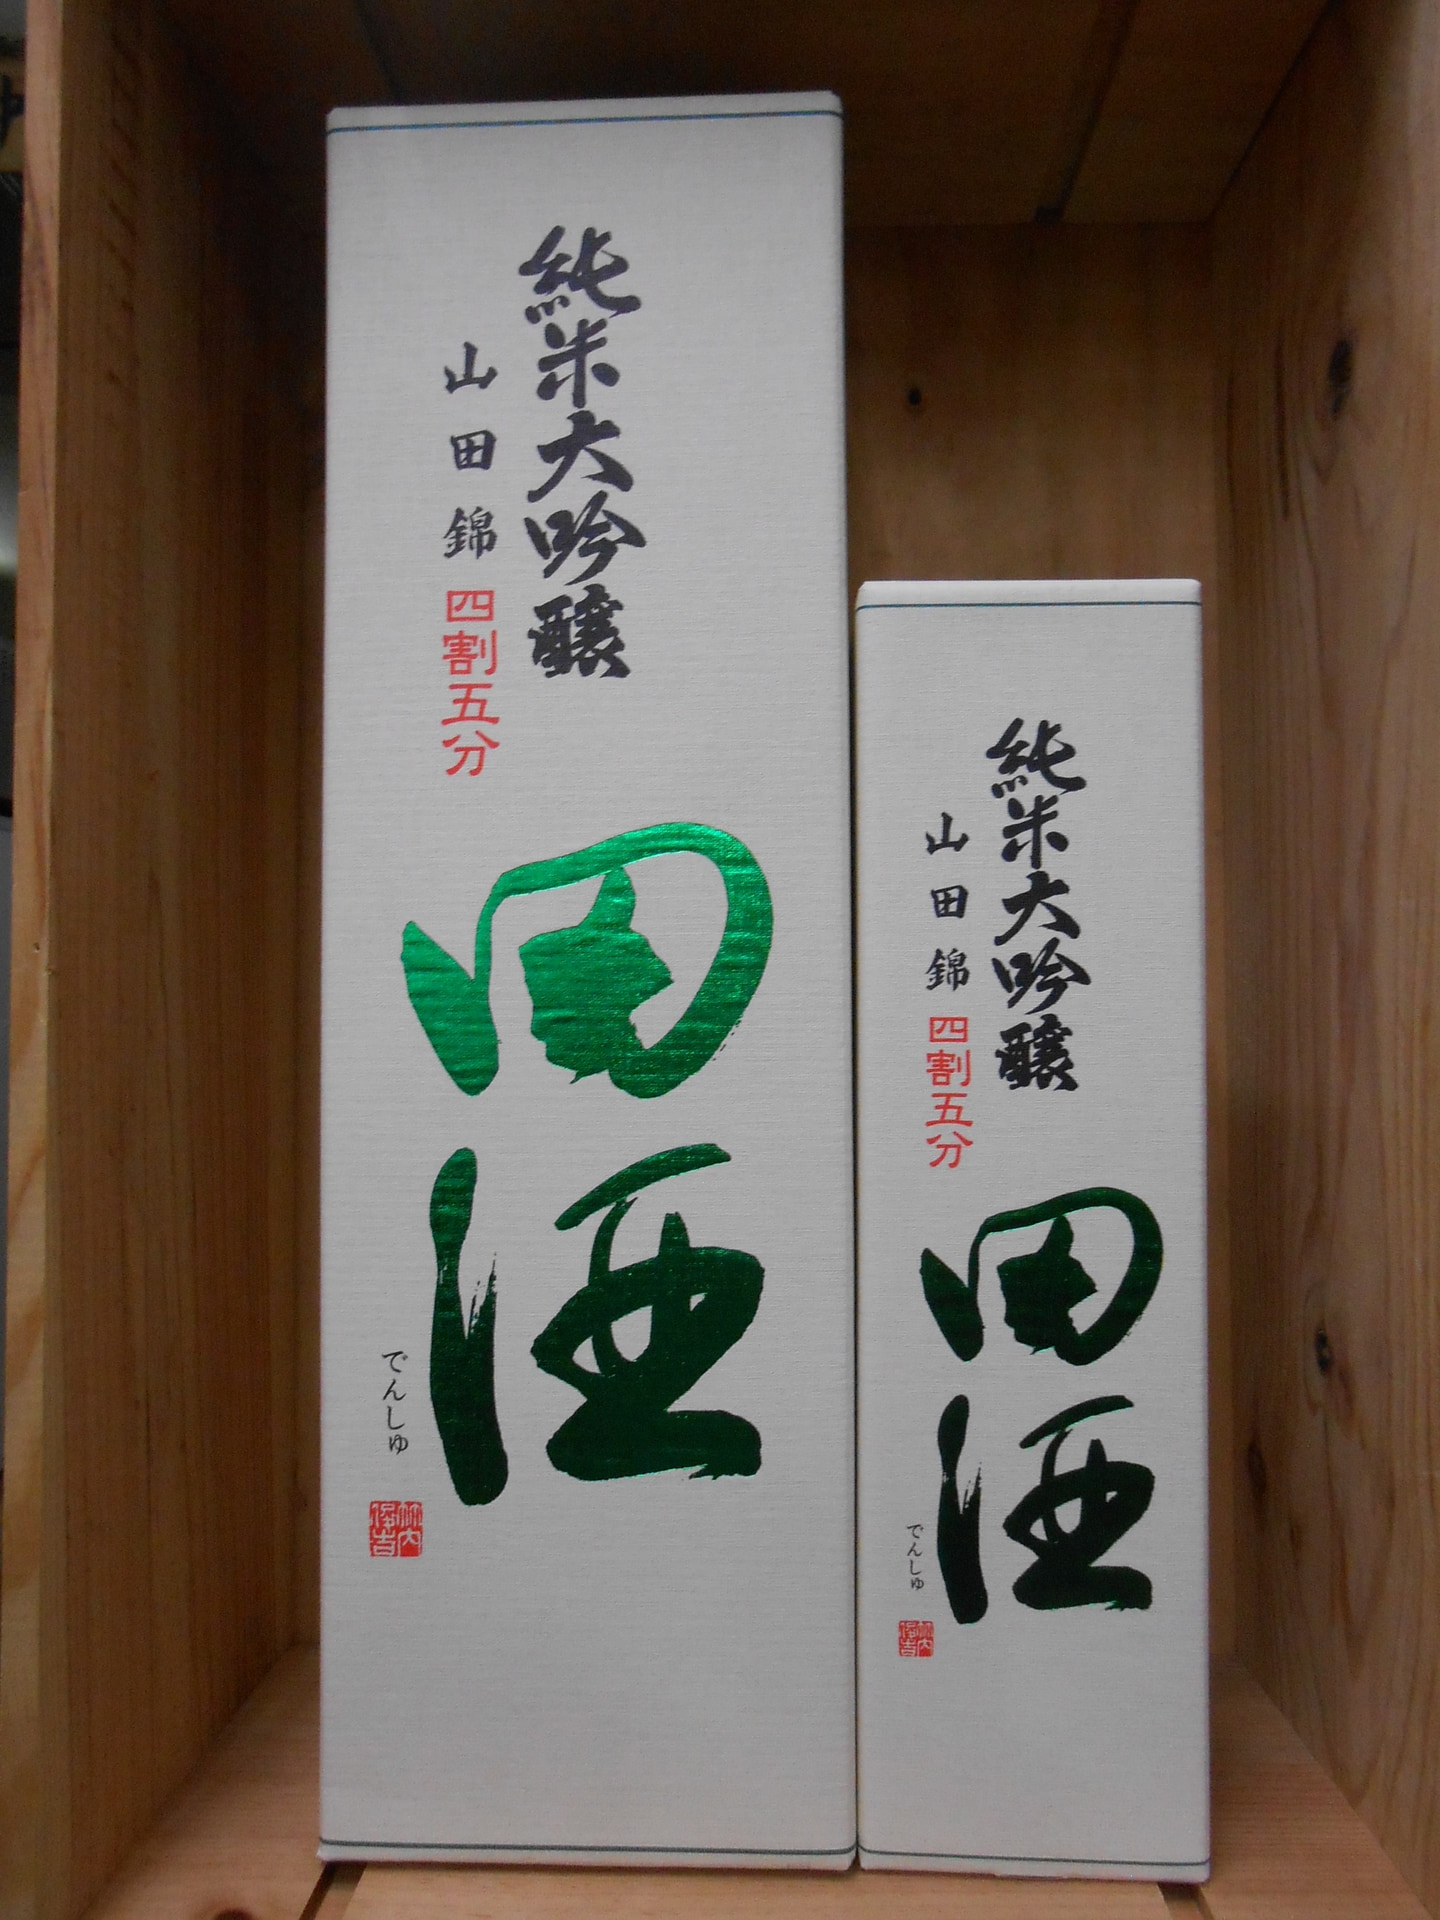 純米大吟醸
山田錦 四割五分
田酒
でんしゅ
純米大吟醸
山田錦 四割五分
田酒
でんしゅ